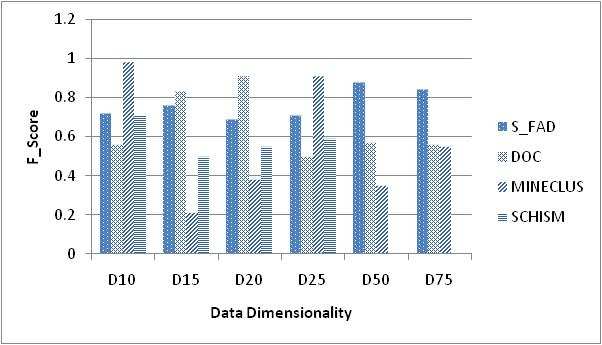 1.2
1
0.8
0.6
0.4
0.2
0
F_Score
D10 D15 D20 D25 D50 D75
Data Dimensionality
S_FAD
DOC
MINECLUS
SCHISM